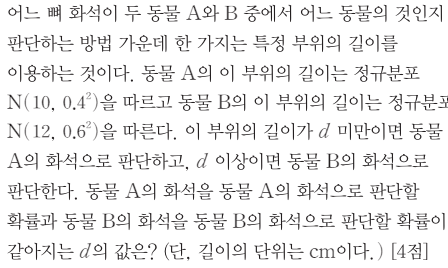 어느 뼈 화석이 두 동물 A와 B 중에서 어느 동물의 것인지
판단하는 방법 가운데 한 가지는 특정 부위의 길이를
이용하는 것이다. 동물 A의 이 부위의 길이는 정규분포
N(10, 0.4²)을 따르고 동물 B의 이 부위의 길이는 정규분포
N(12, 0.6²)을 따른다. 이 부위의 길이가 d 미만이면 동물
A의 화석으로 판단하고, d 이상이면 동물 B의 화석으로
판단한다. 동물 A의 화석을 동물 A의 화석으로 판단할
확률과 동물 B의 화석을 동물 B의 화석으로 판단할 확률이
같아지는 d의 값은? (단, 길이의 단위는 cm이다.) [4점]